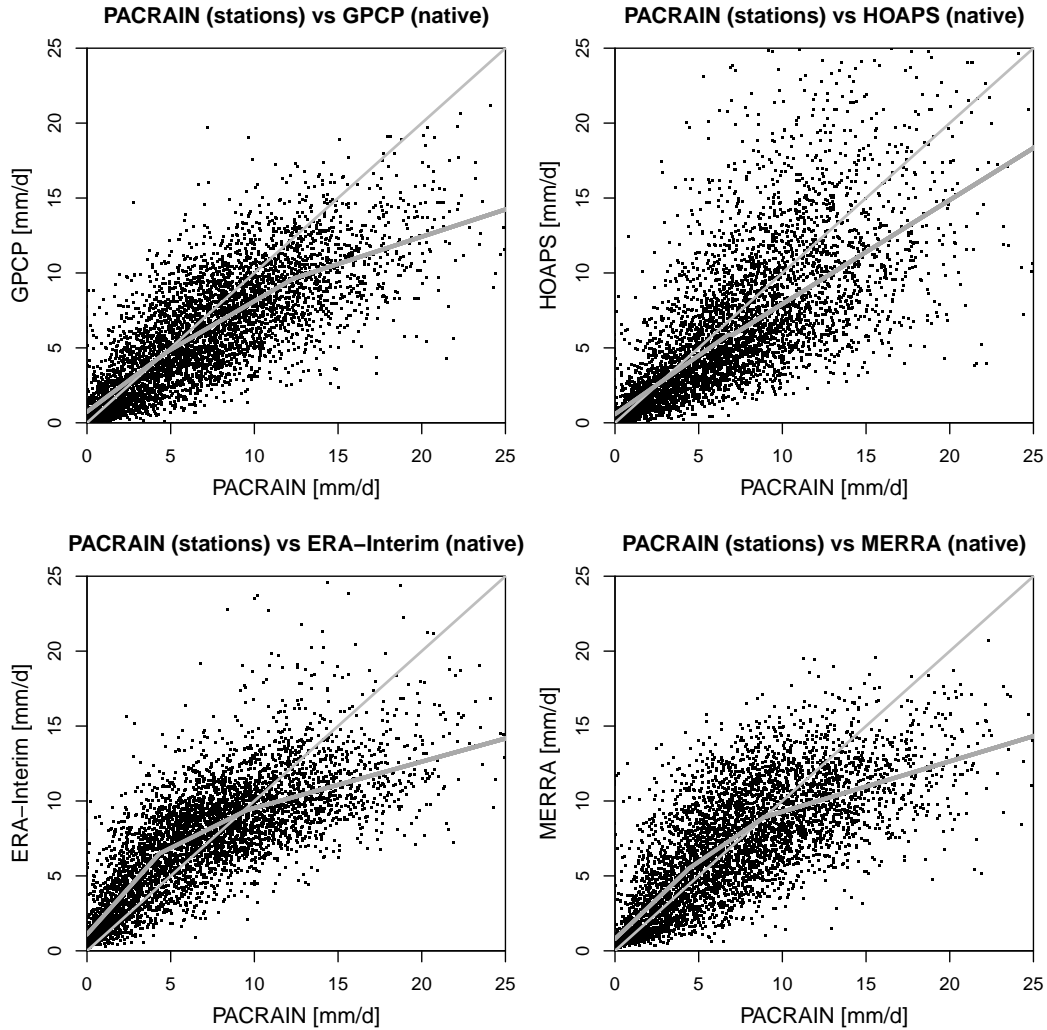 PACRAIN (stations) vs GPCP (native)
GPCP [mm/d]
0 5 10 15 20 25
0 5 10 15 20 25
PACRAIN [mm/d]
PACRAIN (stations) vs HOAPS (native)
HOAPS [mm/d]
0 5 10 15 20 25
0 5 10 15 20 25
PACRAIN [mm/d]
PACRAIN (stations) vs ERA−Interim (native)
ERA−Interim [mm/d]
0 5 10 15 20 25
0 5 10 15 20 25
PACRAIN [mm/d]
PACRAIN (stations) vs MERRA (native)
MERRA [mm/d]
0 5 10 15 20 25
0 5 10 15 20 25
PACRAIN [mm/d]